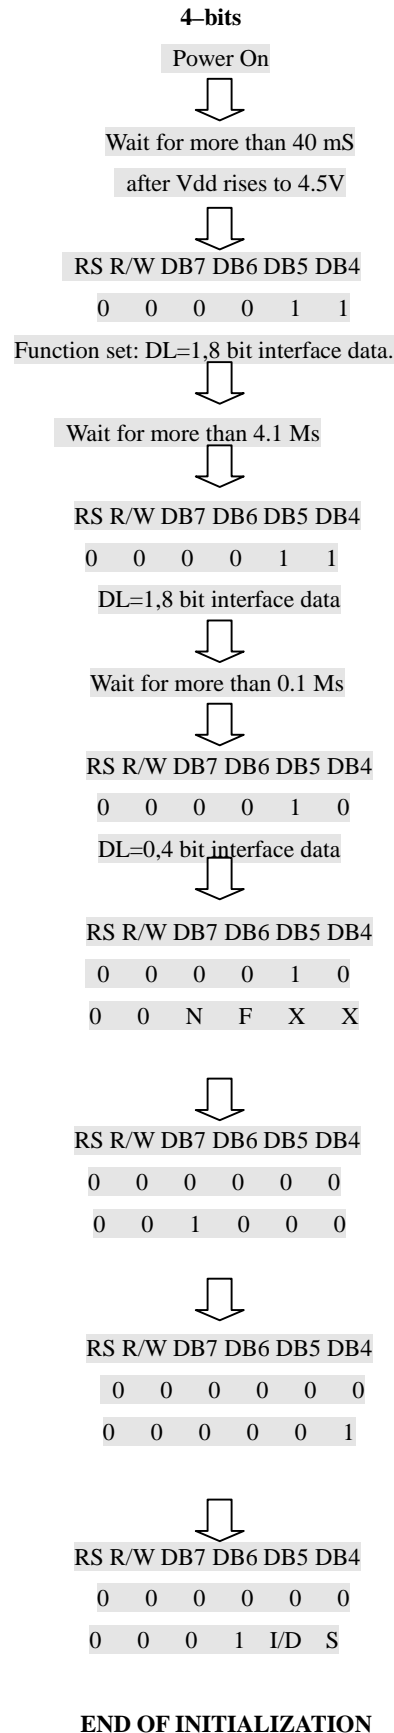 4–bits
Power On
Wait for more than 40 mS
after Vdd rises to 4.5V
RS R/W DB7 DB6 DB5 DB4
0 0 0 0 1 1
Function set: DL=1,8 bit interface data.
Wait for more than 4.1 Ms
RS R/W DB7 DB6 DB5 DB4
0 0 0 0 1 1
DL=1,8 bit interface data
Wait for more than 0.1 Ms
RS R/W DB7 DB6 DB5 DB4
0 0 0 0 1 0
DL=0,4 bit interface data
RS R/W DB7 DB6 DB5 DB4
0 0 0 0 1 0
0 0 N F X X
RS R/W DB7 DB6 DB5 DB4
0 0 0 0 0 0
0 0 1 0 0 0
RS R/W DB7 DB6 DB5 DB4
0 0 0 0 0 0
0 0 0 0 0 1
RS R/W DB7 DB6 DB5 DB4
0 0 0 0 0 0
0 0 0 1 I/D S
END OF INITIALIZATION